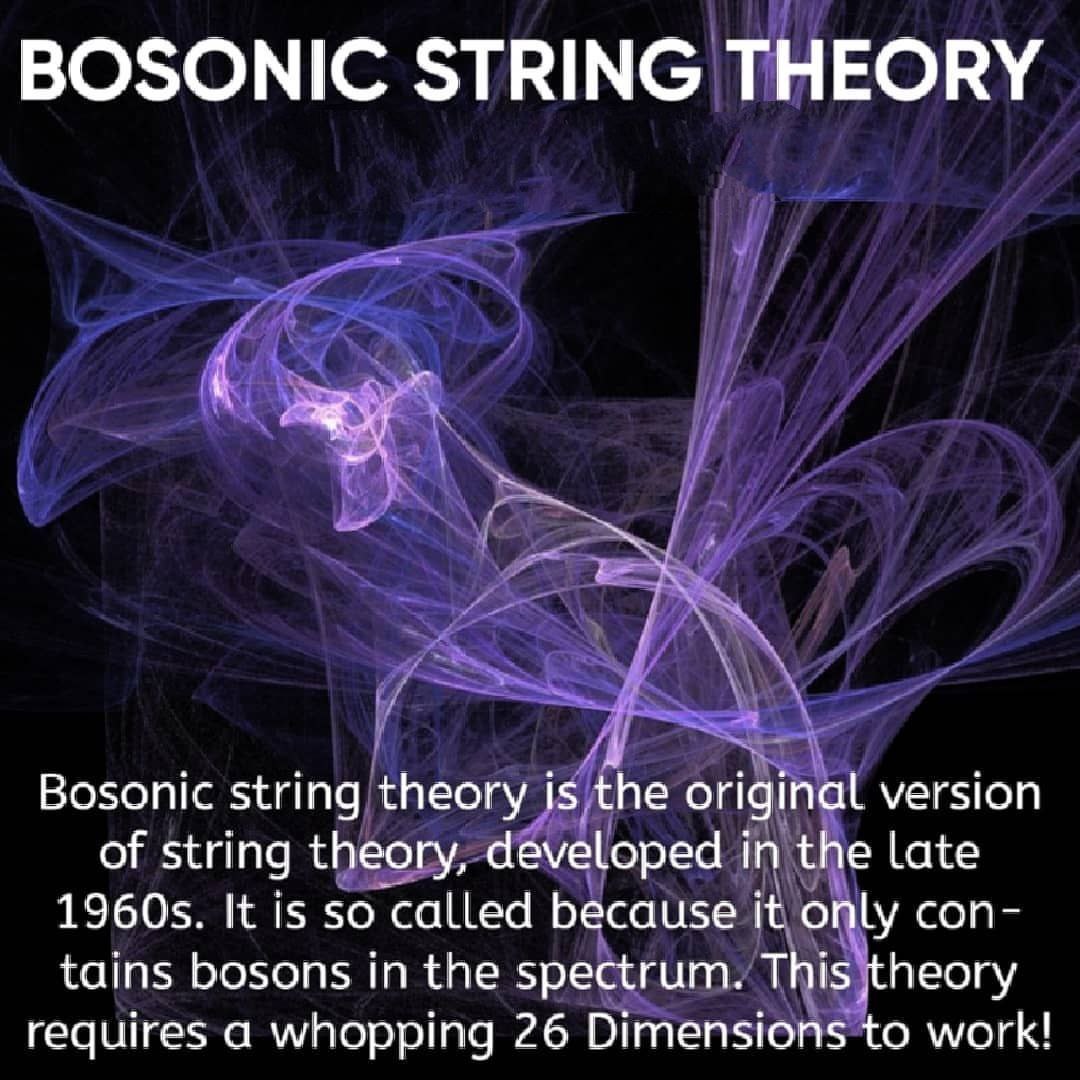 BOSONIC STRING THEORY
Bosonic string theory is the original version
of string theory, developed in the late
1960s. It is so called because it only con-
tains bosons in the spectrum. This theory
requires a whopping 26 Dimensions to work!